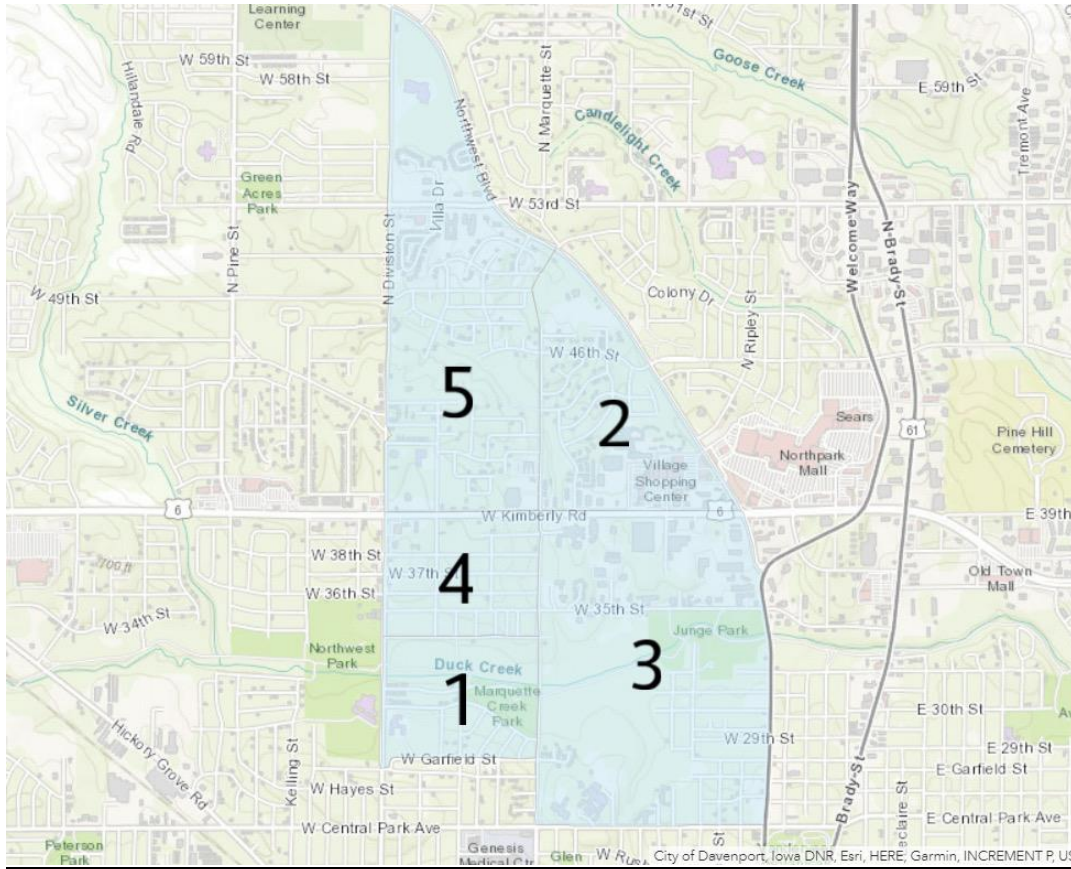 Learning
Center
W 51st St
Goose Creek
W 59th St
W 58th St
E 59th St
Hillandale Rd
N Marquette St
Northwest Blvd
Candlelight Creek
Tremont Ave
Green
Acres
Park
Villa Dr
W 53rd St
Welcome Way
N Brady St
N Pine St
N Division St
W 49th St
Colony Dr
N Ripley St
W 46th St
5
2
Silver Creek
Sears
61
Northpark
Mall
Pine Hill
Cemetery
Village
Shopping
Center
6
W Kimberly Rd
6
E 39th
W 38th St
4
W 37th St
W 36th St
W 35th St
Old Town
Mall
W 34th St
Junge Park
Northwest
Park
Duck Creek
3
1
Marquette
Creek
Park
E 30th St
W 29th St
E 29th St
Hickory Grove Rd
W Garfield St
E Garfield St
Kelling St
W Hayes St
Brady St
W Central Park Ave
E Central Park Ave
Peterson
Park
Genesis
Medical Ctr
Glen
St
City of Davenport, Iowa DNR, Esri, HERE, Garmin, INCREMENT P, US